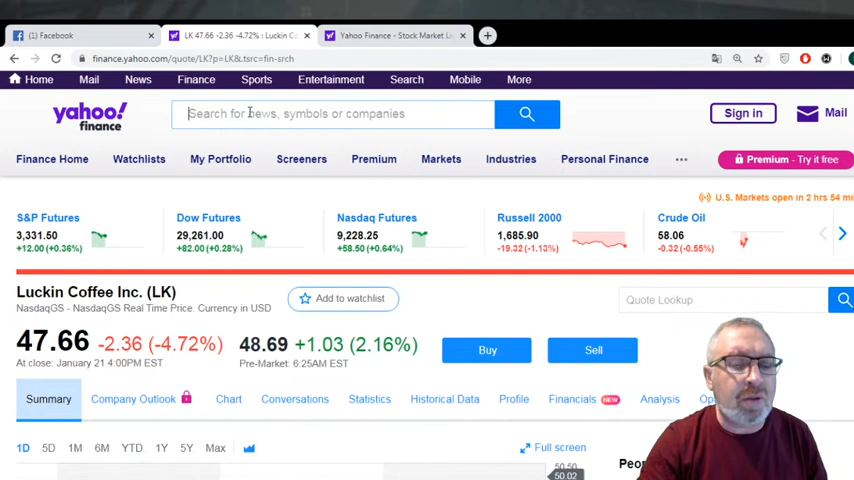 (1) Facebook
LK 47.66 -2.36 -4.72% : Luckin Co
Yahoo Finance - Stock Market Li
finance.yahoo.com/quote/LK?p=LK&.tsrc=fin-srch
Home Mail News Finance Sports Entertainment Search Mobile More
yahoo!
finance
Search for news, symbols or companies
Sign in
Mail
Finance Home Watchlists My Portfolio Screeners Premium Markets Industries Personal Finance ••• Premium - Try it free
U.S. Markets open in 2 hrs 54 mi
S&P Futures Dow Futures Nasdaq Futures Russell 2000 Crude Oil
3,331.50 29,261.00 9,228.25 1,685.90 58.06
+12.00 (+0.36%) +82.00 (+0.28%) +58.50 (+0.64%) -19.32 (-1.13%) -0.32 (-0.55%)
Luckin Coffee Inc. (LK)
NasdaqGS - NasdaqGS Real Time Price. Currency in USD
Add to watchlist
Quote Lookup
47.66 -2.36 (-4.72%) 48.69 +1.03 (2.16%)
At close: January 21 4:00PM EST
Pre-Market: 6:25AM EST
Buy
Sell
Summary Company Outlook Chart Conversations Statistics Historical Data Profile Financials NEW Analysis Op
1D 5D 1M 6M YTD 1Y 5Y Max
Full screen
50.50
50.02
Peo